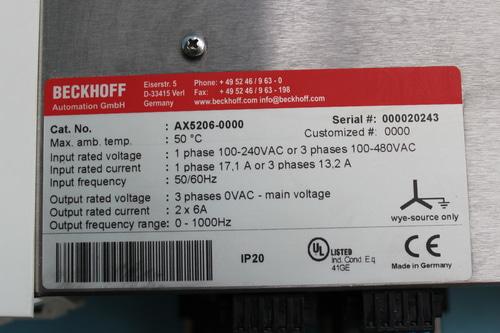 BECKHOFF
Automation GmbH
Eiserstr. 5
D-33415 Verl
Germany
Phone: + 49 52 46 / 9 63 - 0
Fax: + 49 52 46 / 9 63 - 198
www.beckhoff.com info@beckhoff.com
Cat. No. : AX5206-0000 Serial #: 000020243
Max. amb. temp. : 50 °C Customized #: 0000
Input rated voltage : 1 phase 100-240VAC or 3 phases 100-480VAC
Input rated current : 1 phase 17,1 A or 3 phases 13,2 A
Input frequency : 50/60Hz
Output rated voltage : 3 phases 0VAC - main voltage
Output rated current : 2 x 6A
Output frequency range: 0 - 1000Hz
wye-source only
IP20
UL LISTED
Ind. Cond. Eq.
41GE
CE
Made in Germany